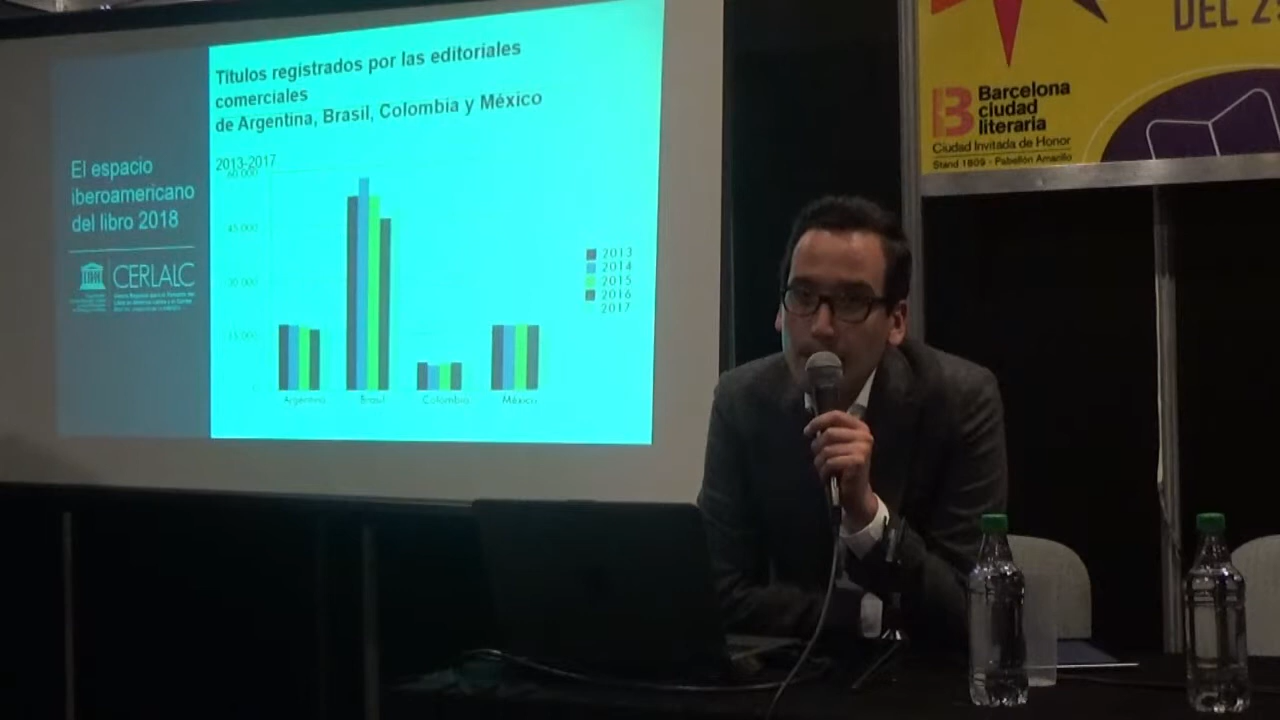 Títulos registrados por las editoriales
comerciales
de Argentina, Brasil, Colombia y México
2013-2017
60 000
45 000
30 000
15 000
Argentina
Brasil
Colombia
México
2013
2014
2015
2016
2017
El espacio
iberoamericano
del libro 2018
CERLALC
DEL 2
B
Barcelona
ciudad
literaria
Ciudad Invitada de Honor
Stand 1809 - Pabellón Amarillo